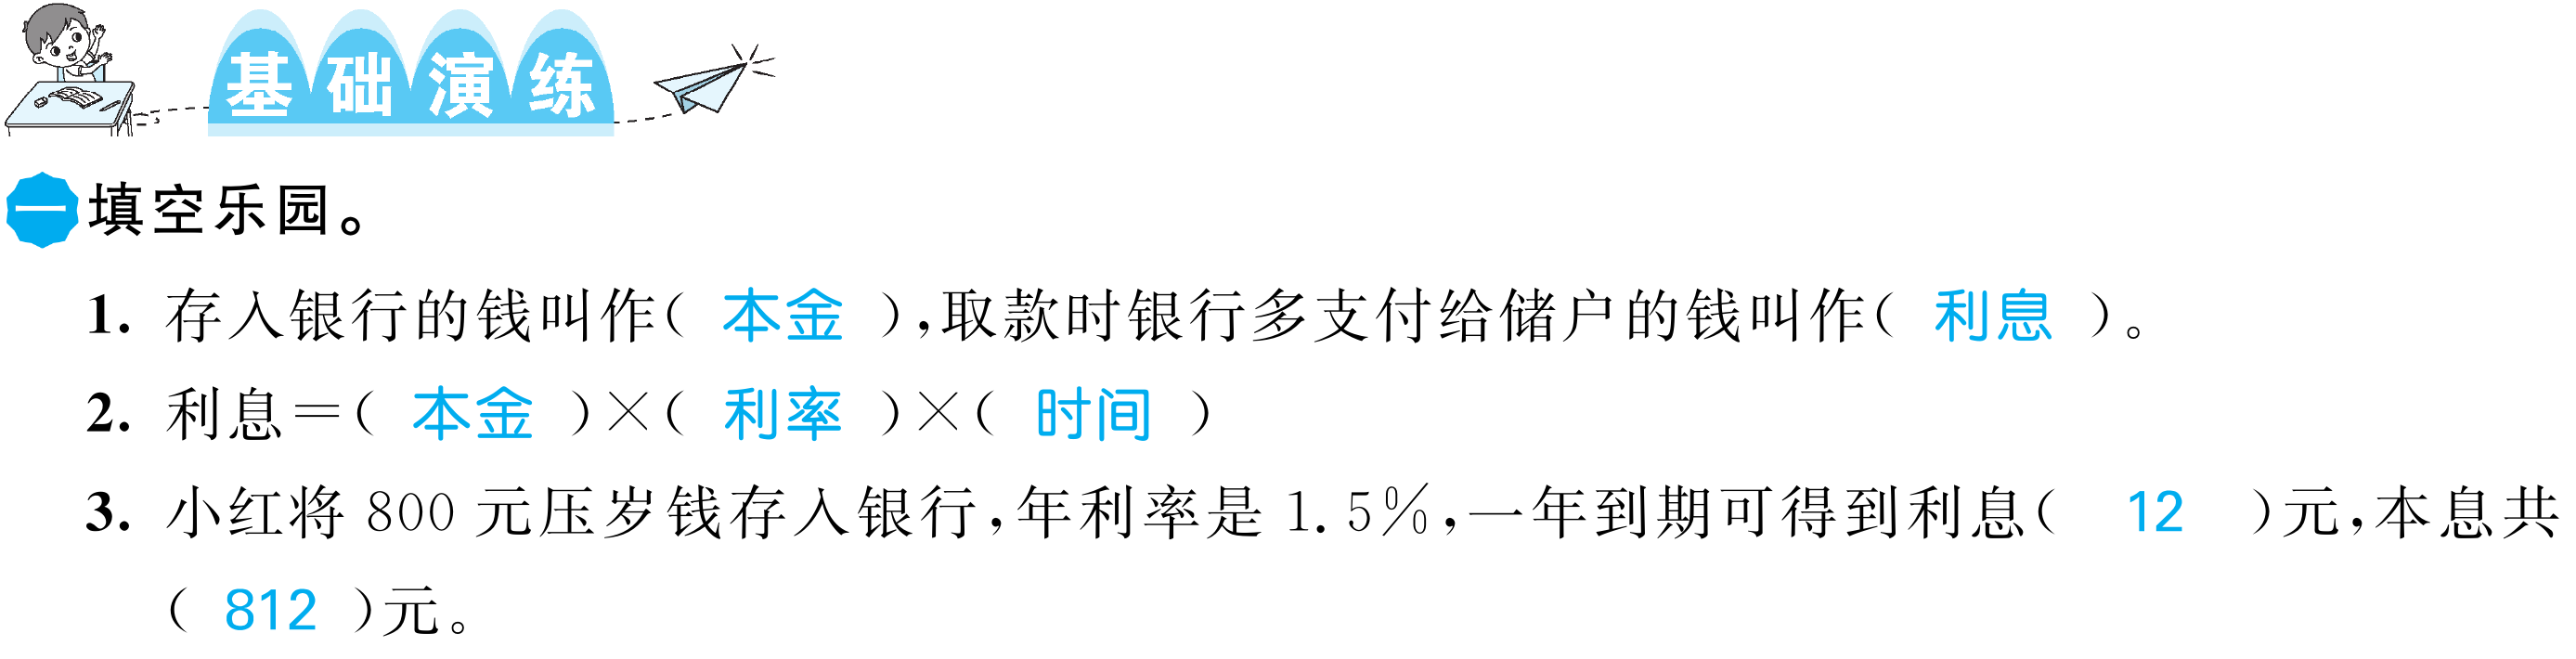 基础演练
一填空乐园。
1. 存入银行的钱叫作( 本金 ),取款时银行多支付给储户的钱叫作( 利息 )。
2. 利息=( 本金 )×( 利率 )×( 时间 )
3. 小红将 800 元压岁钱存入银行,年利率是 1.5%,一年到期可得到利息( 12 )元,本息共
( 812 )元。